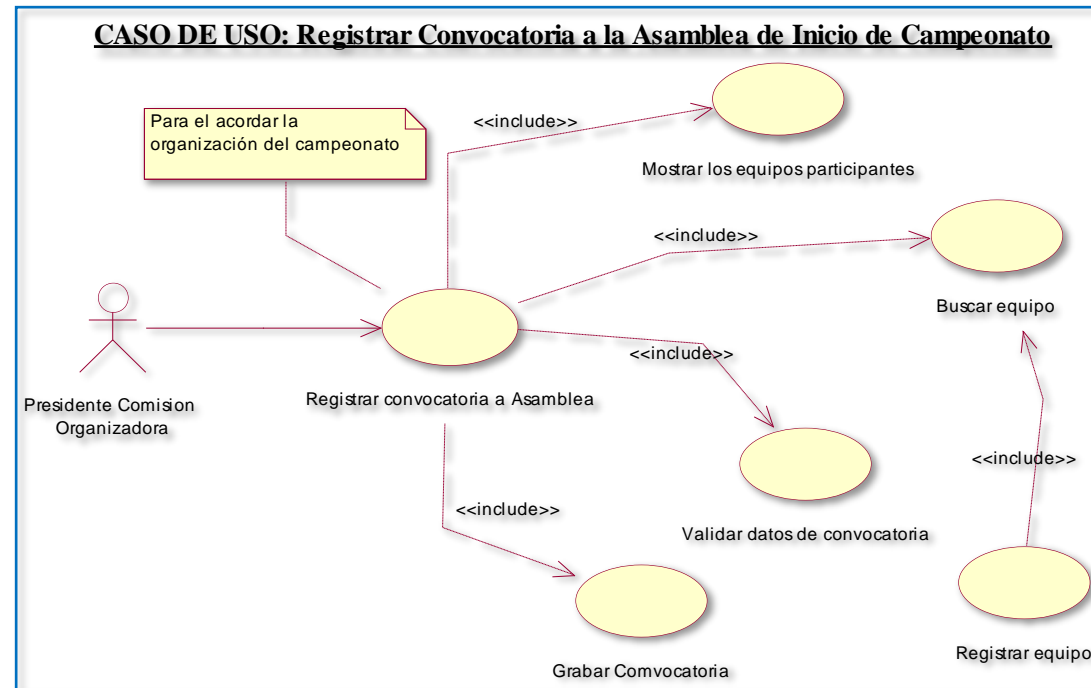 CASO DE USO: Registrar Convocatoria a la Asamblea de Inicio de Campeonato
Para el acordar la
organización del campeonato
<<include>>
Mostrar los equipos participantes
<<include>>
Buscar equipo
Presidente Comision
Organizadora
Registrar convocatoria a Asamblea
<<include>>
<<include>>
<<include>>
Validar datos de convocatoria
Grabar Comvocatoria
Registrar equipo